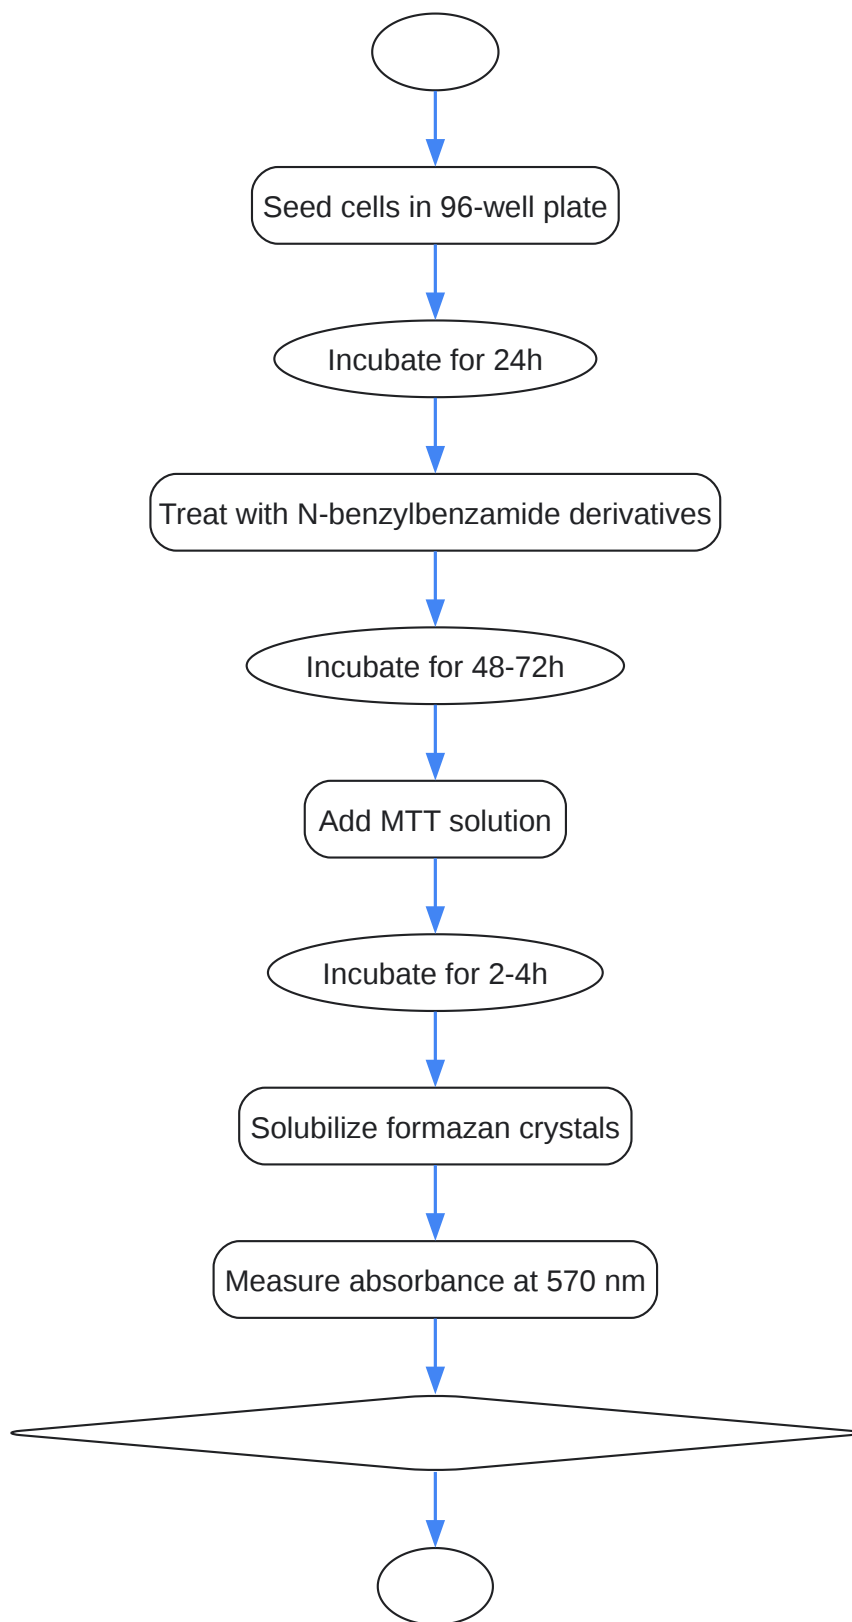 Seed cells in 96-well plate
Incubate for 24h
Treat with N-benzylbenzamide derivatives
Incubate for 48-72h
Add MTT solution
Incubate for 2-4h
Solubilize formazan crystals
Measure absorbance at 570 nm